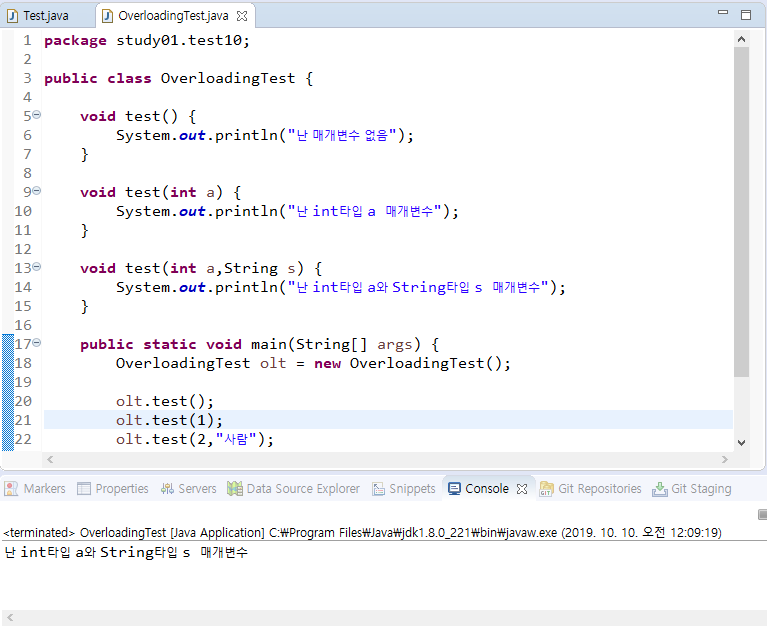 Test.java OverloadingTest.java
1 package study01.test10;
2
3 public class OverloadingTest {
4
5 void test() {
6 System.out.println("난 매개변수 없음");
7 }
8
9 void test(int a) {
10 System.out.println("난 int타입 a 매개변수");
11 }
12
13 void test(int a,String s) {
14 System.out.println("난 int타입 a와 String타입 s 매개변수");
15 }
16
17 public static void main(String[] args) {
18 OverloadingTest olt = new OverloadingTest();
19
20 olt.test();
21 olt.test(1);
22 olt.test(2,"사람");
Markers Properties Servers Data Source Explorer Snippets Console Git Repositories Git Staging
<terminated> OverloadingTest [Java Application] C:₩Program Files₩Java₩jdk1.8.0_221₩bin₩javaw.exe (2019. 10. 10. 오전 12:09:19)
난 int타입 a와 String타입 s 매개변수